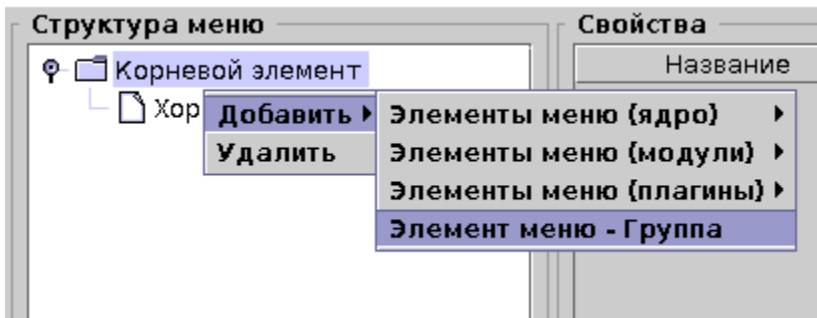 Структура меню
Свойства
Корневой элемент
Название
Хор
Добавить
Элементы меню (ядро)
Удалить
Элементы меню (модули)
Элементы меню (плагины)
Элемент меню - Группа